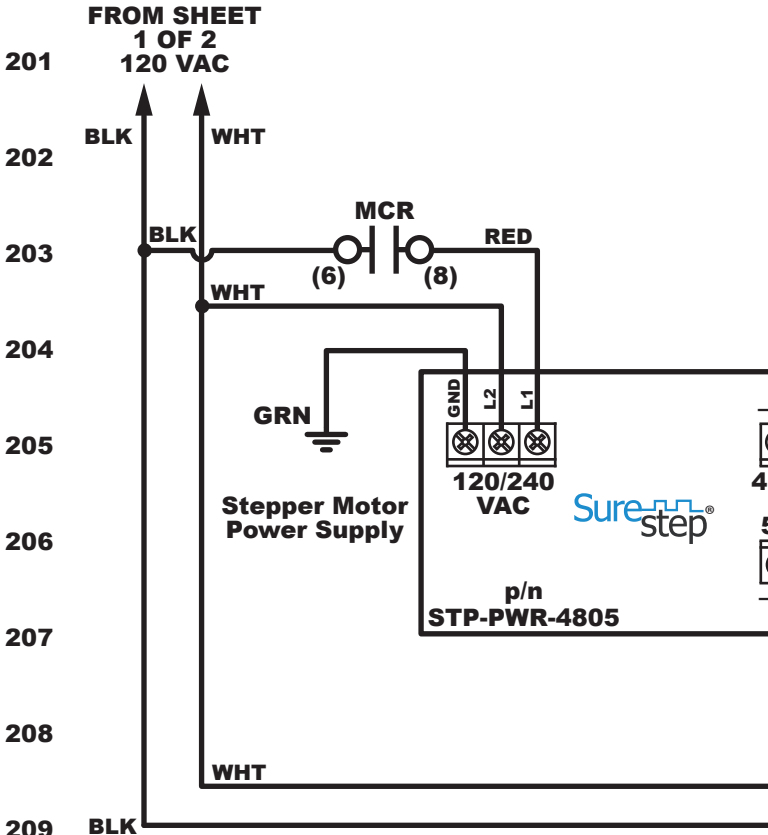 FROM SHEET
1 OF 2
201
120 VAC
BLK
WHT
202
MCR
BLK
RED
203
(6)
(8)
WHT
204
GND
L2
L1
GRN
205
120/240
VAC
4
Stepper Motor
Power Supply
Surestep®
5
206
p/n
STP-PWR-4805
207
208
WHT
209
BLK